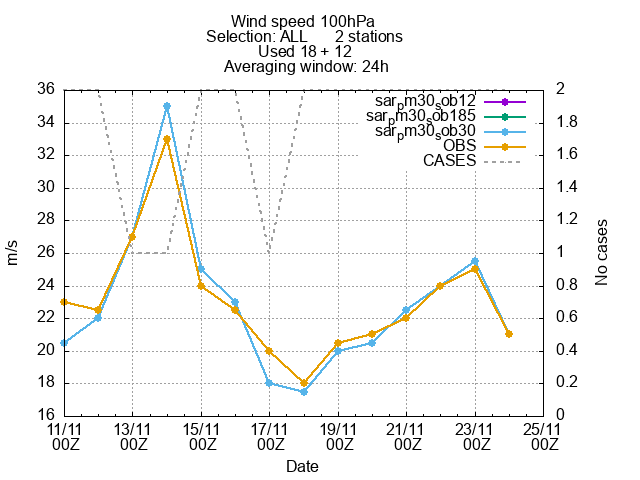 Wind speed 100hPa
Selection: ALL 2 stations
Used 18 + 12
Averaging window: 24h
36 2
34 1.8
32 1.6
30 1.4
28 1.2
26 1
24 0.8
22 0.6
20 0.4
18 0.2
16 0
sarpm30sob12
sarpm30sob185
sarpm30sob30
OBS
CASES
m/s
No cases
11/11 13/11 15/11 17/11 19/11 21/11 23/11 25/11
00Z 00Z 00Z 00Z 00Z 00Z 00Z 00Z
Date